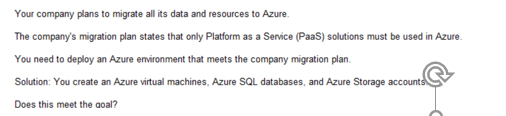 Your company plans to migrate all its data and resources to Azure.
The company's migration plan states that only Platform as a Service (PaaS) solutions must be used in Azure.
You need to deploy an Azure environment that meets the company migration plan.
Solution: You create an Azure virtual machines, Azure SQL databases, and Azure Storage accounts.
Does this meet the goal?